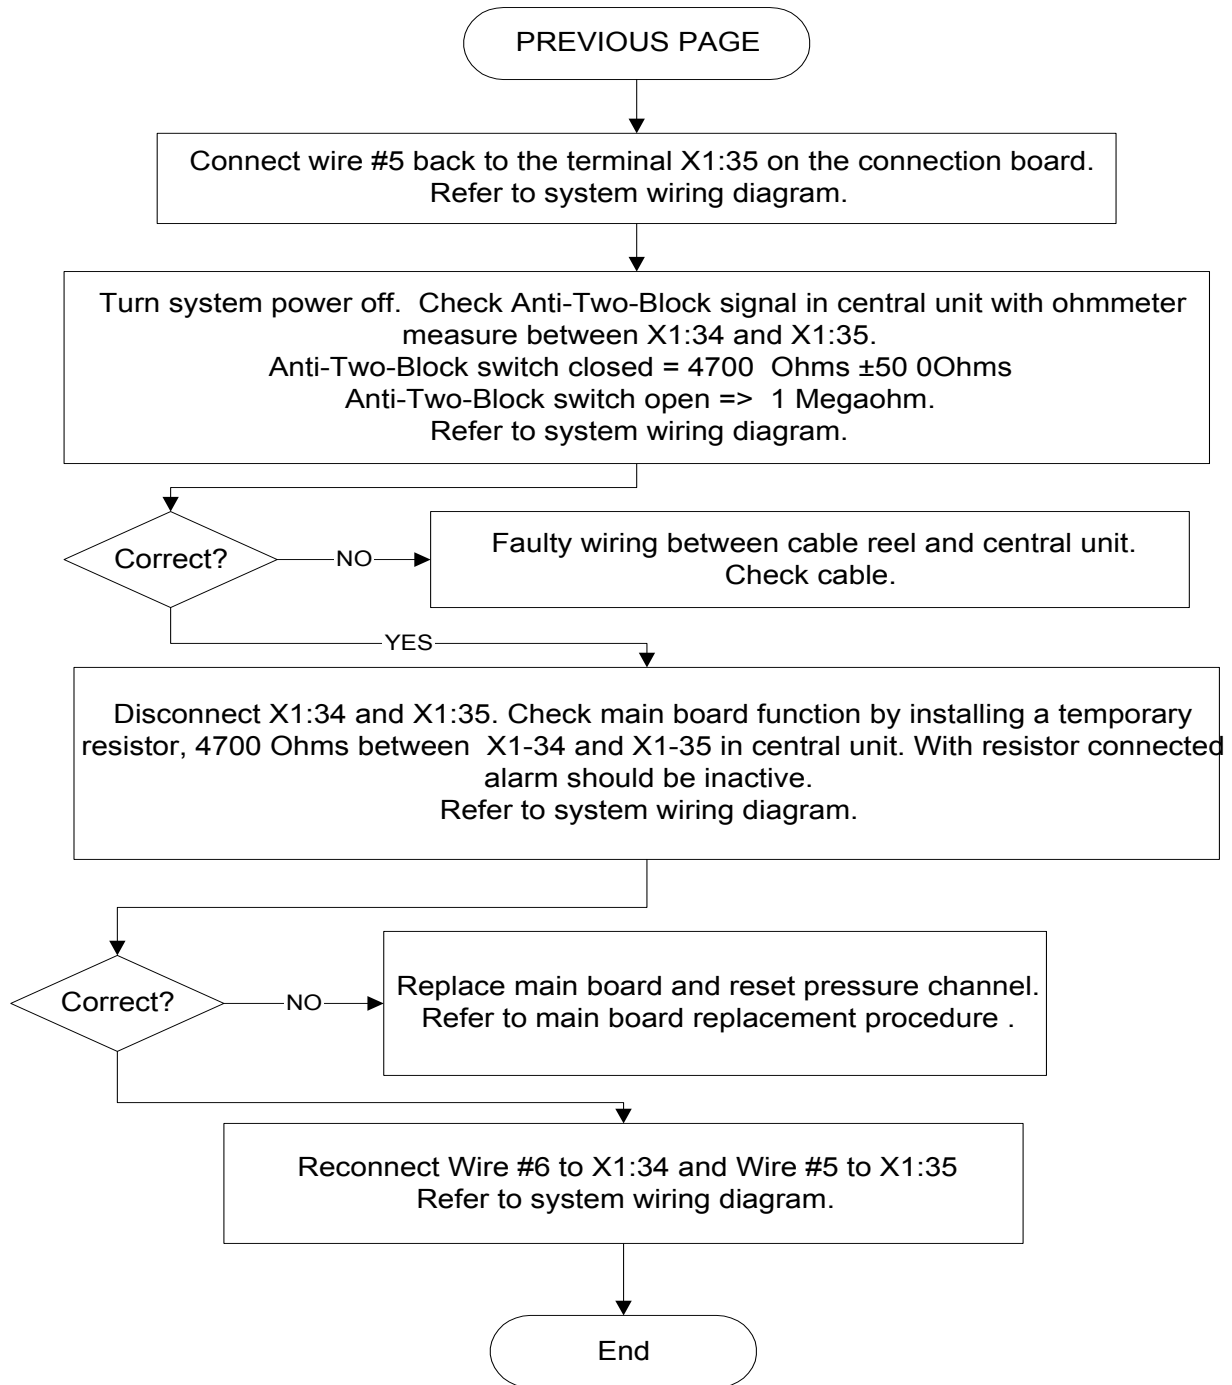 PREVIOUS PAGE
Connect wire #5 back to the terminal X1:35 on the connection board.
Refer to system wiring diagram.
Turn system power off.  Check Anti-Two-Block signal in central unit with ohmmeter
measure between X1:34 and X1:35.
Anti-Two-Block switch closed = 4700  Ohms ±50 0Ohms
Anti-Two-Block switch open =>  1 Megaohm.
Refer to system wiring diagram.
Correct?
NO
Faulty wiring between cable reel and central unit.
Check cable.
YES
Disconnect X1:34 and X1:35. Check main board function by installing a temporary
resistor, 4700 Ohms between  X1-34 and X1-35 in central unit. With resistor connected
alarm should be inactive.
Refer to system wiring diagram.
Correct?
NO
Replace main board and reset pressure channel.
Refer to main board replacement procedure .
Reconnect Wire #6 to X1:34 and Wire #5 to X1:35
Refer to system wiring diagram.
End